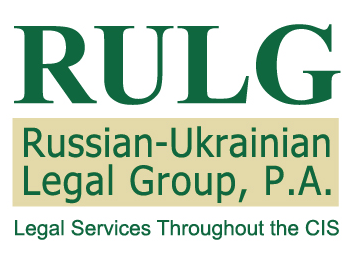 RULG
Russian-Ukrainian
Legal Group, P.A.
Legal Services Throughout the CIS